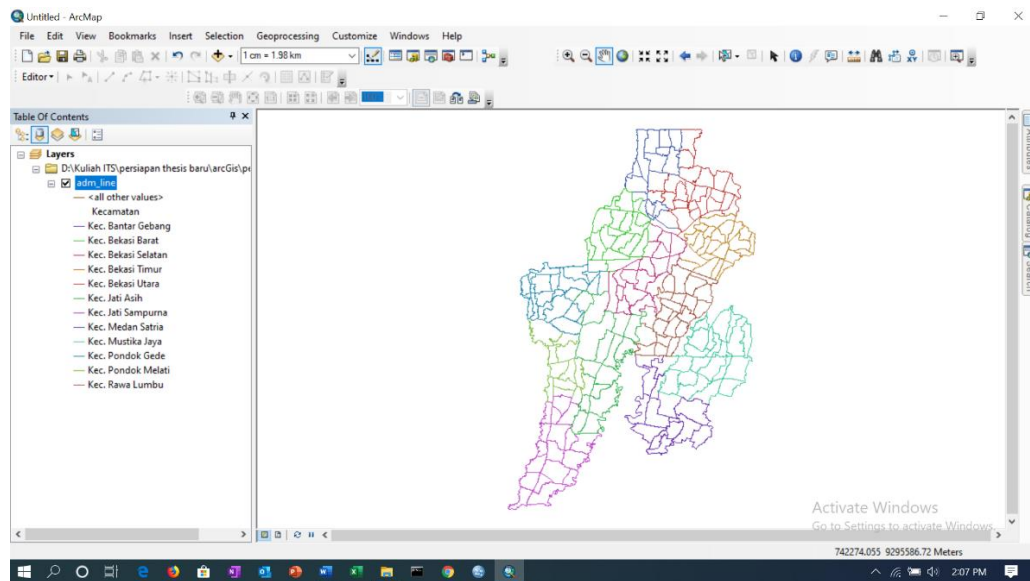 Untitled - ArcMap
File Edit View Bookmarks Insert Selection Geoprocessing Customize Windows Help
1 cm = 1.98 km
Editor
Table Of Contents
Layers
D:\Kuliah ITS\persiapan thesis baru\arcGis\pe
adm_line
<all other values>
Kecamatan
Kec. Bantar Gebang
Kec. Bekasi Barat
Kec. Bekasi Selatan
Kec. Bekasi Timur
Kec. Bekasi Utara
Kec. Jati Asih
Kec. Jati Sampurna
Kec. Medan Satria
Kec. Mustika Jaya
Kec. Pondok Gede
Kec. Pondok Melati
Kec. Rawa Lumbu
Catalog
Search
Activate Windows
Go to Settings to activate Windows.
742274.055 9295586.72 Meters
2:07 PM